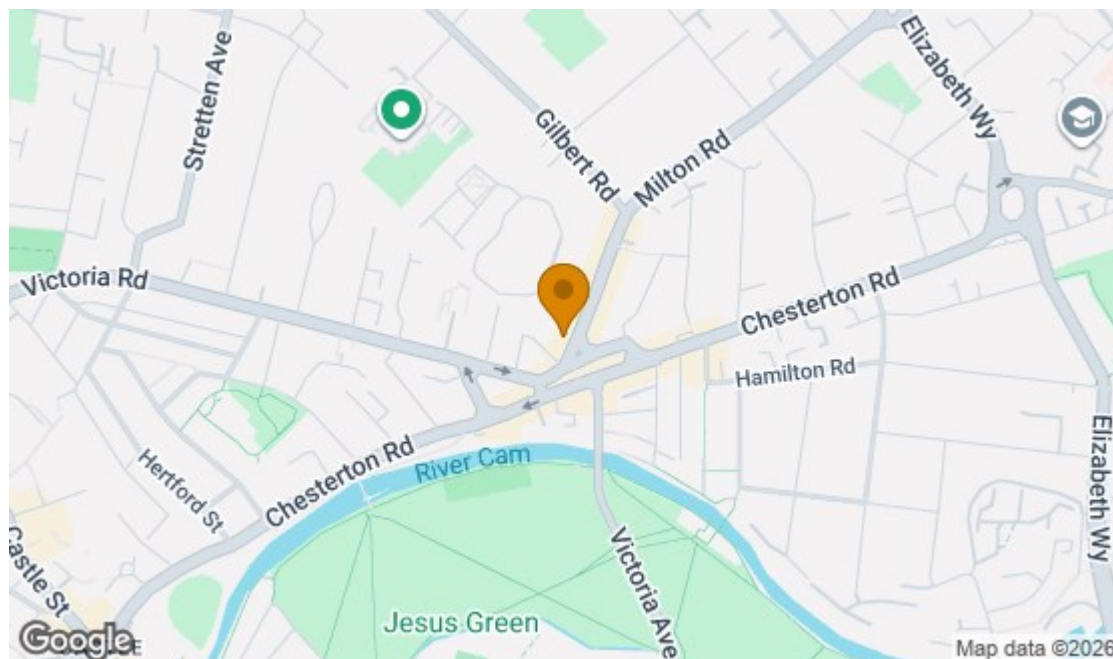 Stretten Ave
Elizabeth Wy
Gilbert Rd
Milton Rd
Victoria Rd
Chesterton Rd
Hamilton Rd
Hertford St
Chesterton Rd
River Cam
Elizabeth Wy
Castle St
Victoria Ave
Jesus Green
Google
Map data ©2026